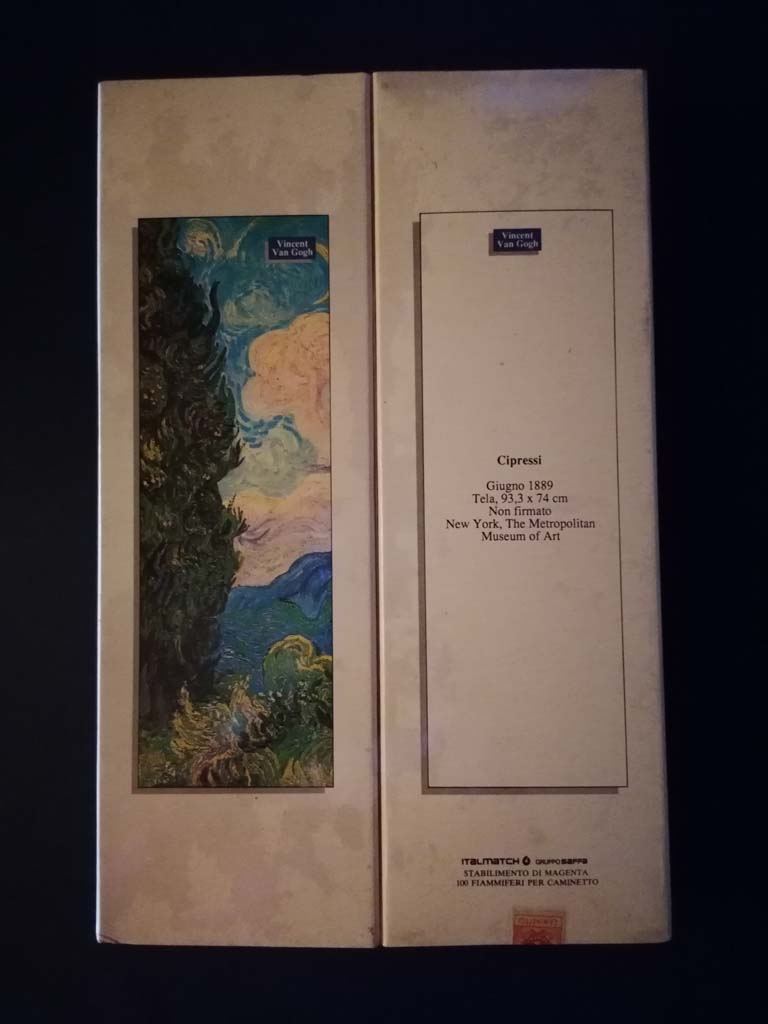 Vincent
Van Gogh
Vincent
Van Gogh
Cipressi
Giugno 1889
Tela, 93,3 x 74 cm
Non firmato
New York, The Metropolitan
Museum of Art
ITALMATCH GRUPPO SAFFA
STABILIMENTO DI MAGENTA
100 FIAMMIFERI PER CAMINETTO